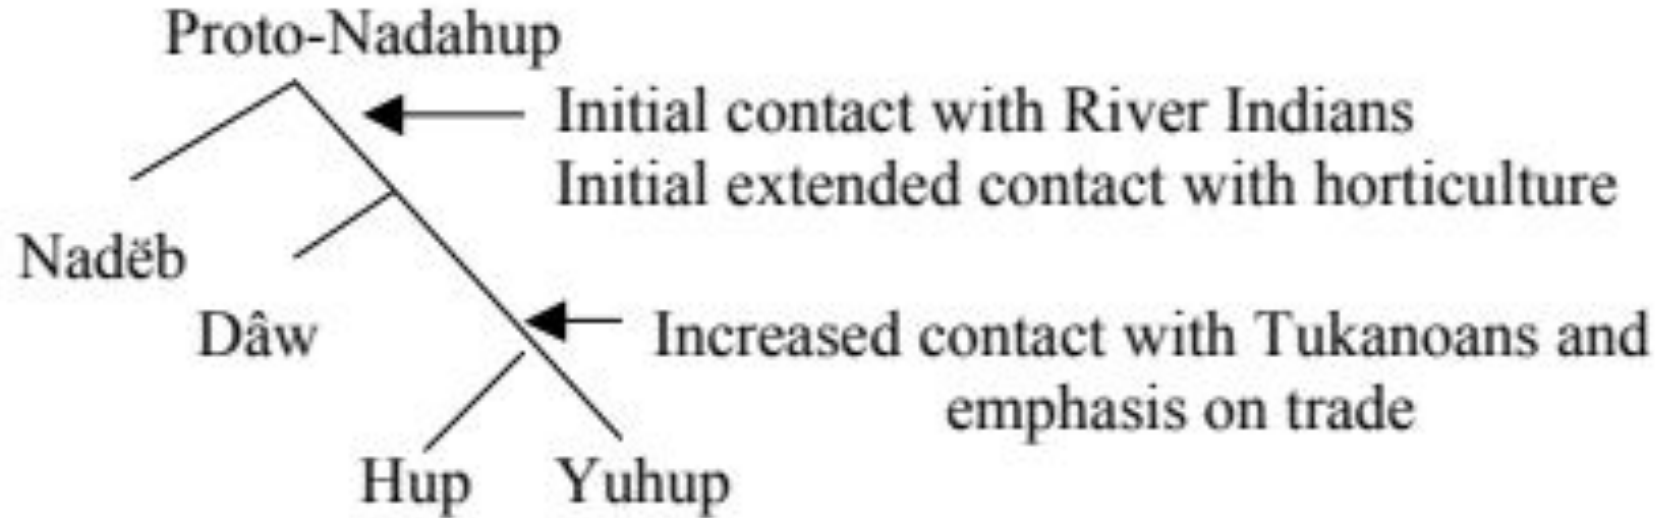 Proto-Nadahup
Initial contact with River Indians
Initial extended contact with horticulture
Nadëb
Dâw
Increased contact with Tukanoans and
emphasis on trade
Hup
Yuhup